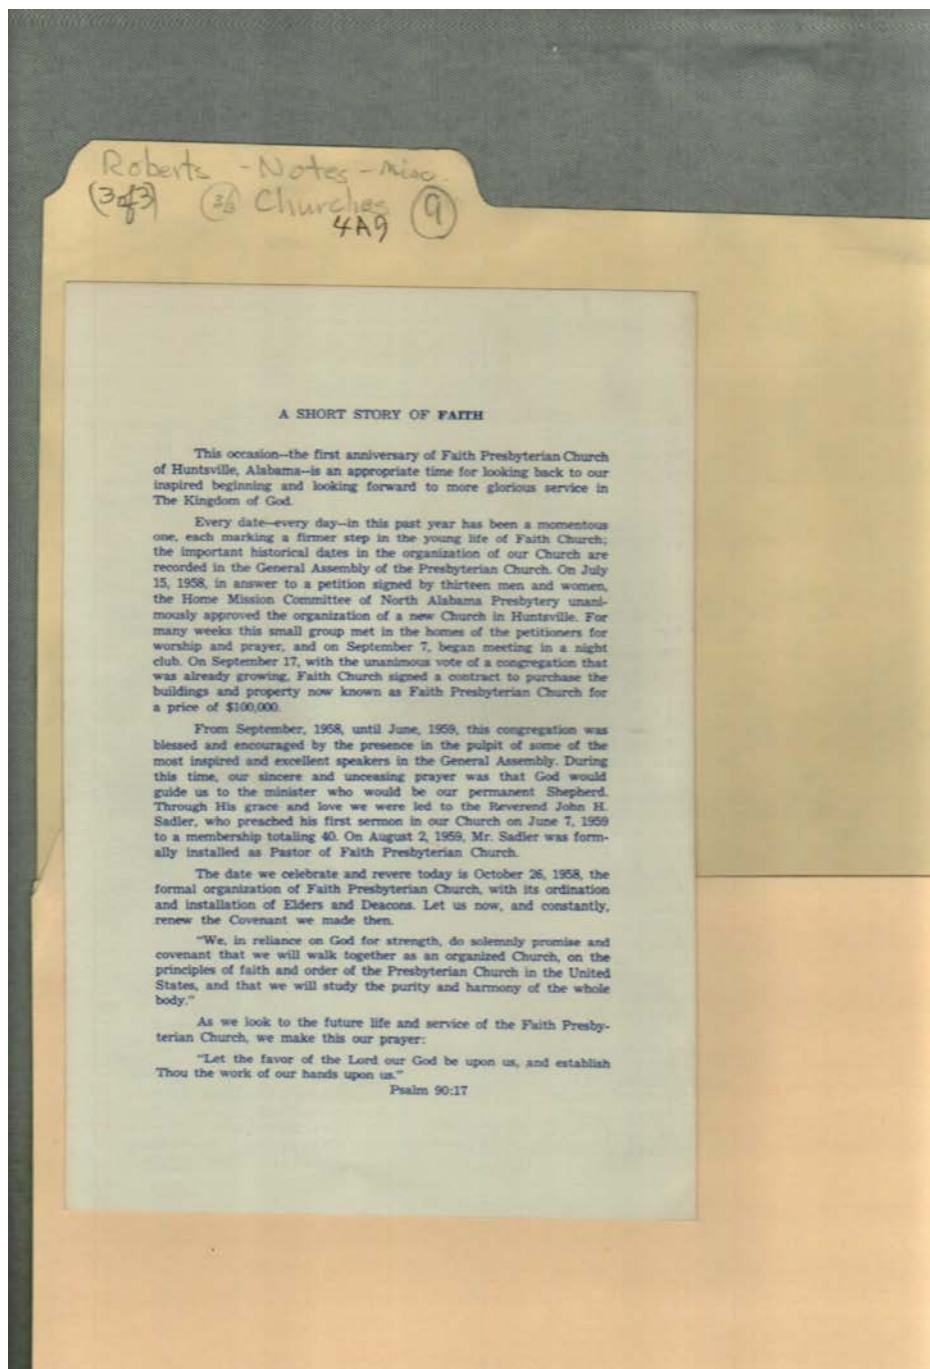 Roberts - Notes - misc.
(3 of 3) (3/3) Churches (9)
4A9
A SHORT STORY OF FAITH
This occasion--the first anniversary of Faith Presbyterian Church
of Huntsville, Alabama--is an appropriate time for looking back to our
inspired beginning and looking forward to more glorious service in
The Kingdom of God.
Every date--every day--in this past year has been a momentous
one, each marking a firmer step in the young life of Faith Church;
the important historical dates in the organization of our Church are
recorded in the General Assembly of the Presbyterian Church. On July
15, 1958, in answer to a petition signed by thirteen men and women,
the Home Mission Committee of North Alabama Presbytery unani-
mously approved the organization of a new Church in Huntsville. For
many weeks this small group met in the homes of the petitioners for
worship and prayer, and on September 7, began meeting in a night
club. On September 17, with the unanimous vote of a congregation that
was already growing, Faith Church signed a contract to purchase the
buildings and property now known as Faith Presbyterian Church for
a price of $100,000.
From September, 1958, until June, 1959, this congregation was
blessed and encouraged by the presence in the pulpit of some of the
most inspired and excellent speakers in the General Assembly. During
this time, our sincere and unceasing prayer was that God would
guide us to the minister who would be our permanent Shepherd.
Through His grace and love we were led to the Reverend John H.
Sadler, who preached his first sermon in our Church on June 7, 1959
to a membership totaling 40. On August 2, 1959, Mr. Sadler was form-
ally installed as Pastor of Faith Presbyterian Church.
The date we celebrate and revere today is October 26, 1958, the
formal organization of Faith Presbyterian Church, with its ordination
and installation of Elders and Deacons. Let us now, and constantly,
renew the Covenant we made then.
"We, in reliance on God for strength, do solemnly promise and
covenant that we will walk together as an organized Church, on the
principles of faith and order of the Presbyterian Church in the United
States, and that we will study the purity and harmony of the whole
body."
As we look to the future life and service of the Faith Presby-
terian Church, we make this our prayer:
"Let the favor of the Lord our God be upon us, and establish
Thou the work of our hands upon us."
Psalm 90:17